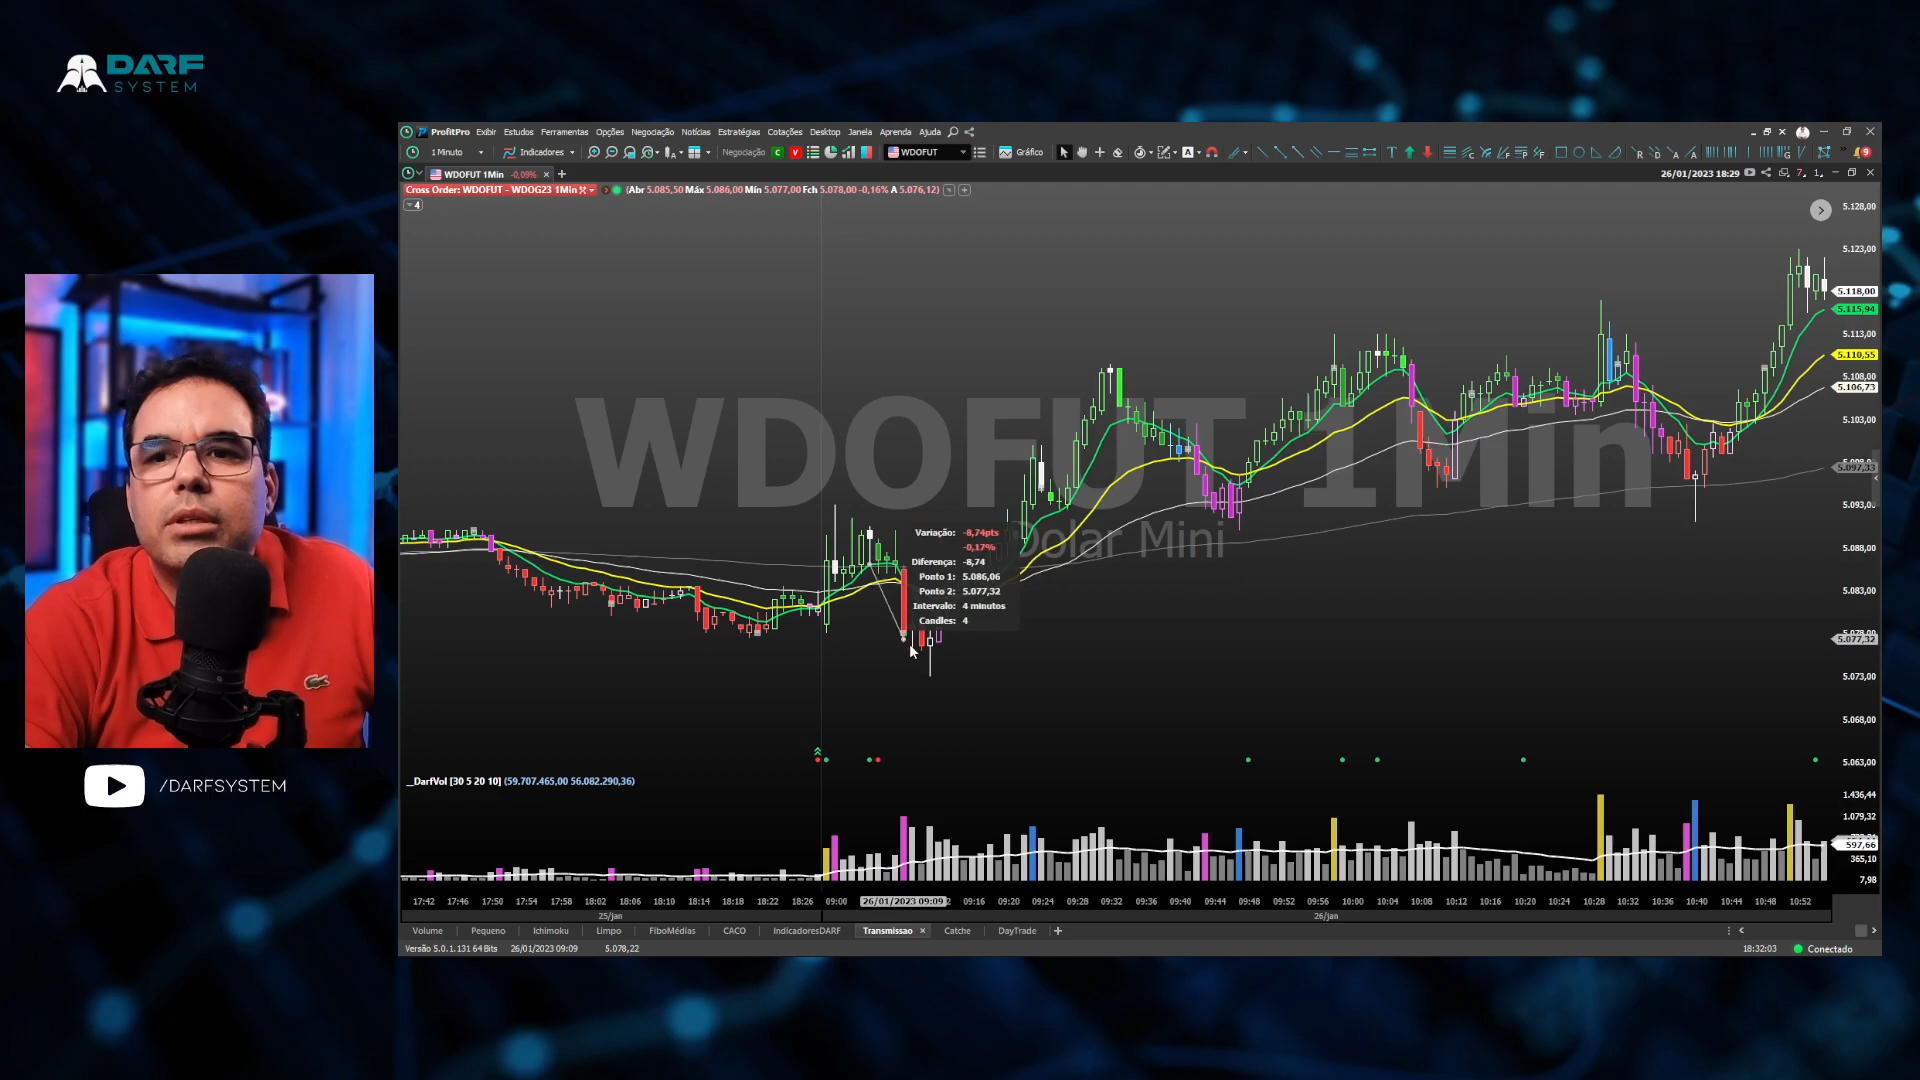 DARF
SYSTEM
ProfitPro Exibir Estudos Ferramentas Opções Negociação Notícias Estratégias Cotações Desktop Janela Aprenda Ajuda
1 Minuto Indicadores Negociação C V WDOFUT Gráfico
WDOFUT 1Min -0,09% 26/01/2023 18:29
Cross Order: WDOFUT - WDOG23 1Min (Abr 5.085,50 Máx 5.086,00 Mín 5.077,00 Fch 5.078,00 -0,16% A 5.076,12)
4
5.128,00
5.123,00
5.118,00
5.115,94
5.113,00
5.110,55
5.108,00
5.106,73
5.103,00
5.097,33
5.093,00
5.088,00
5.083,00
5.077,32
5.073,00
5.068,00
5.063,00
WDOFUT 1Min
Dolar Mini
Variação: -8,74pts
-0,17%
Diferença: -8,74
Ponto 1: 5.086,06
Ponto 2: 5.077,32
Intervalo: 4 minutos
Candles: 4
/DARFSYSTEM
_DarfVol [30 5 20 10] (59.707.465,00 56.082.290,36)
1.436,44
1.079,32
597,66
365,10
7,98
17:42 17:46 17:50 17:54 17:58 18:02 18:06 18:10 18:14 18:18 18:22 18:26 09:00 26/01/2023 09:09 09:16 09:20 09:24 09:28 09:32 09:36 09:40 09:44 09:48 09:52 09:56 10:00 10:04 10:08 10:12 10:16 10:20 10:24 10:28 10:32 10:36 10:40 10:44 10:48 10:52
25/jan 26/jan
Volume Pequeno Ichimoku Limpo FiboMédias CACO IndicadoresDARF Transmissao Catche DayTrade
Versão 5.0.1.131 64 Bits 26/01/2023 09:09 5.078,22 18:32:03 Conectado